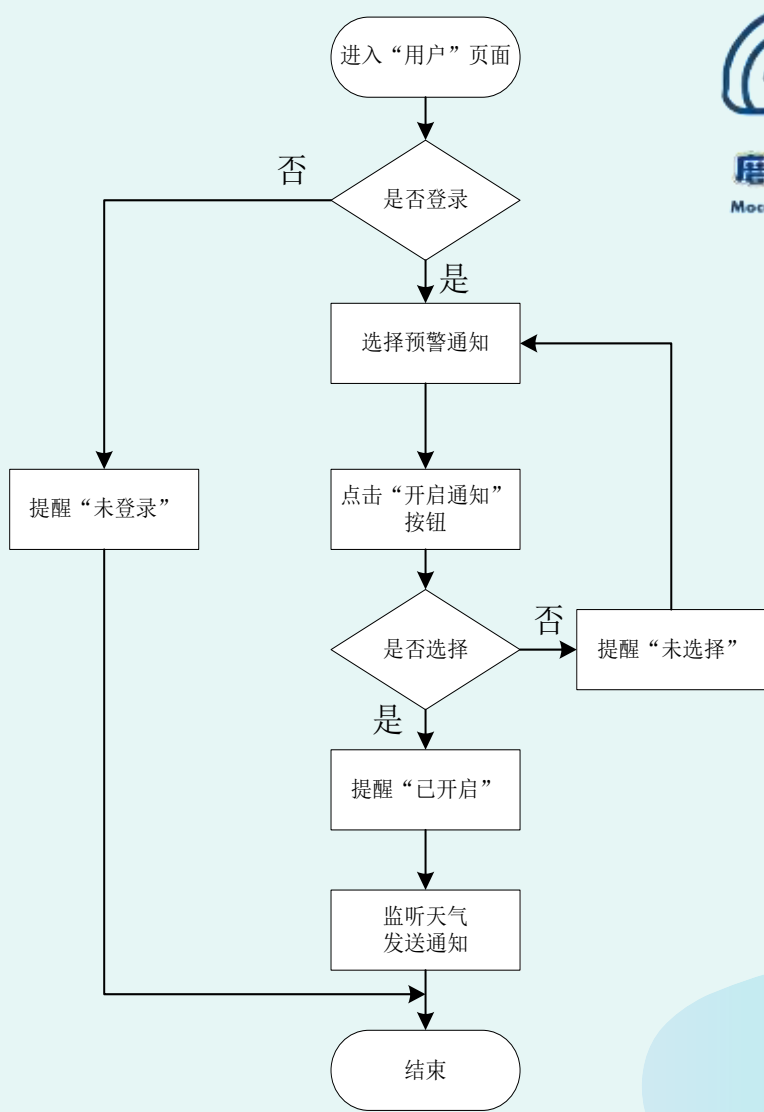 进入“用户”页面
否
是否登录
是
选择预警通知
提醒“未登录”
点击“开启通知”
按钮
是否选择
否
提醒“未选择”
是
提醒“已开启”
监听天气
发送通知
结束